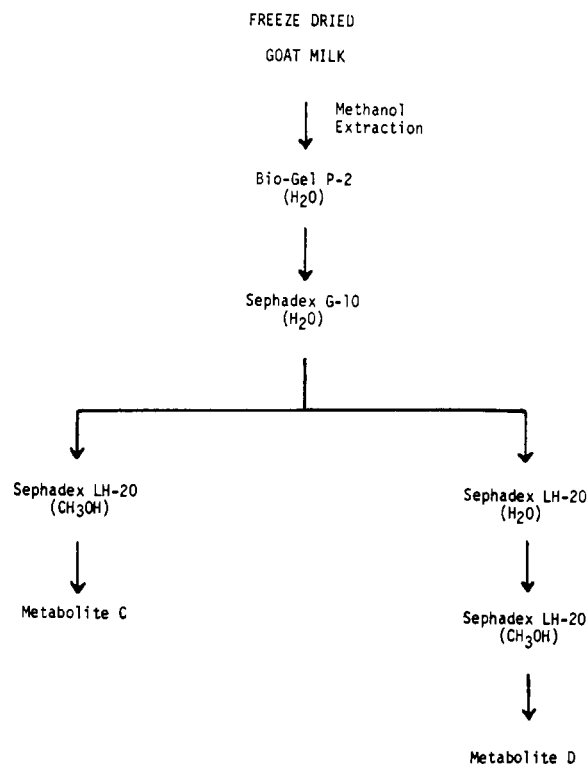 FREEZE DRIED
GOAT MILK
Methanol
Extraction
Bio-Gel P-2
(H2O)
Sephadex G-10
(H2O)
Sephadex LH-20
(CH3OH)
Metabolite C
Sephadex LH-20
(H2O)
Sephadex LH-20
(CH3OH)
Metabolite D